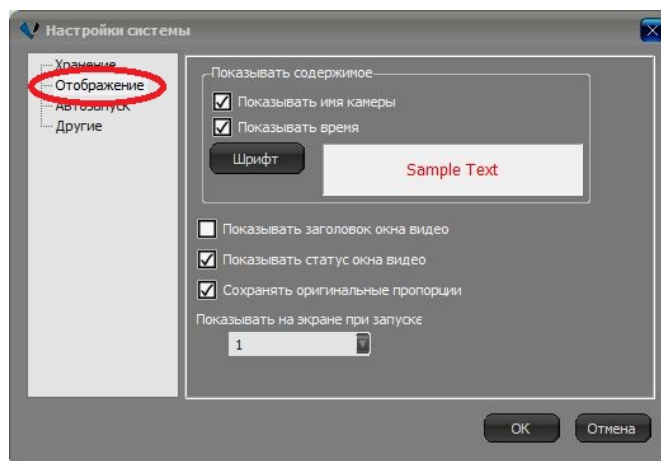 Настройки системы
Хранение
Отображение
Автозапуск
Другие
Показывать содержимое
Показывать имя камеры
Показывать время
Шрифт
Sample Text
Показывать заголовок окна видео
Показывать статус окна видео
Сохранять оригинальные пропорции
Показывать на экране при запуске
1
OK
Отмена